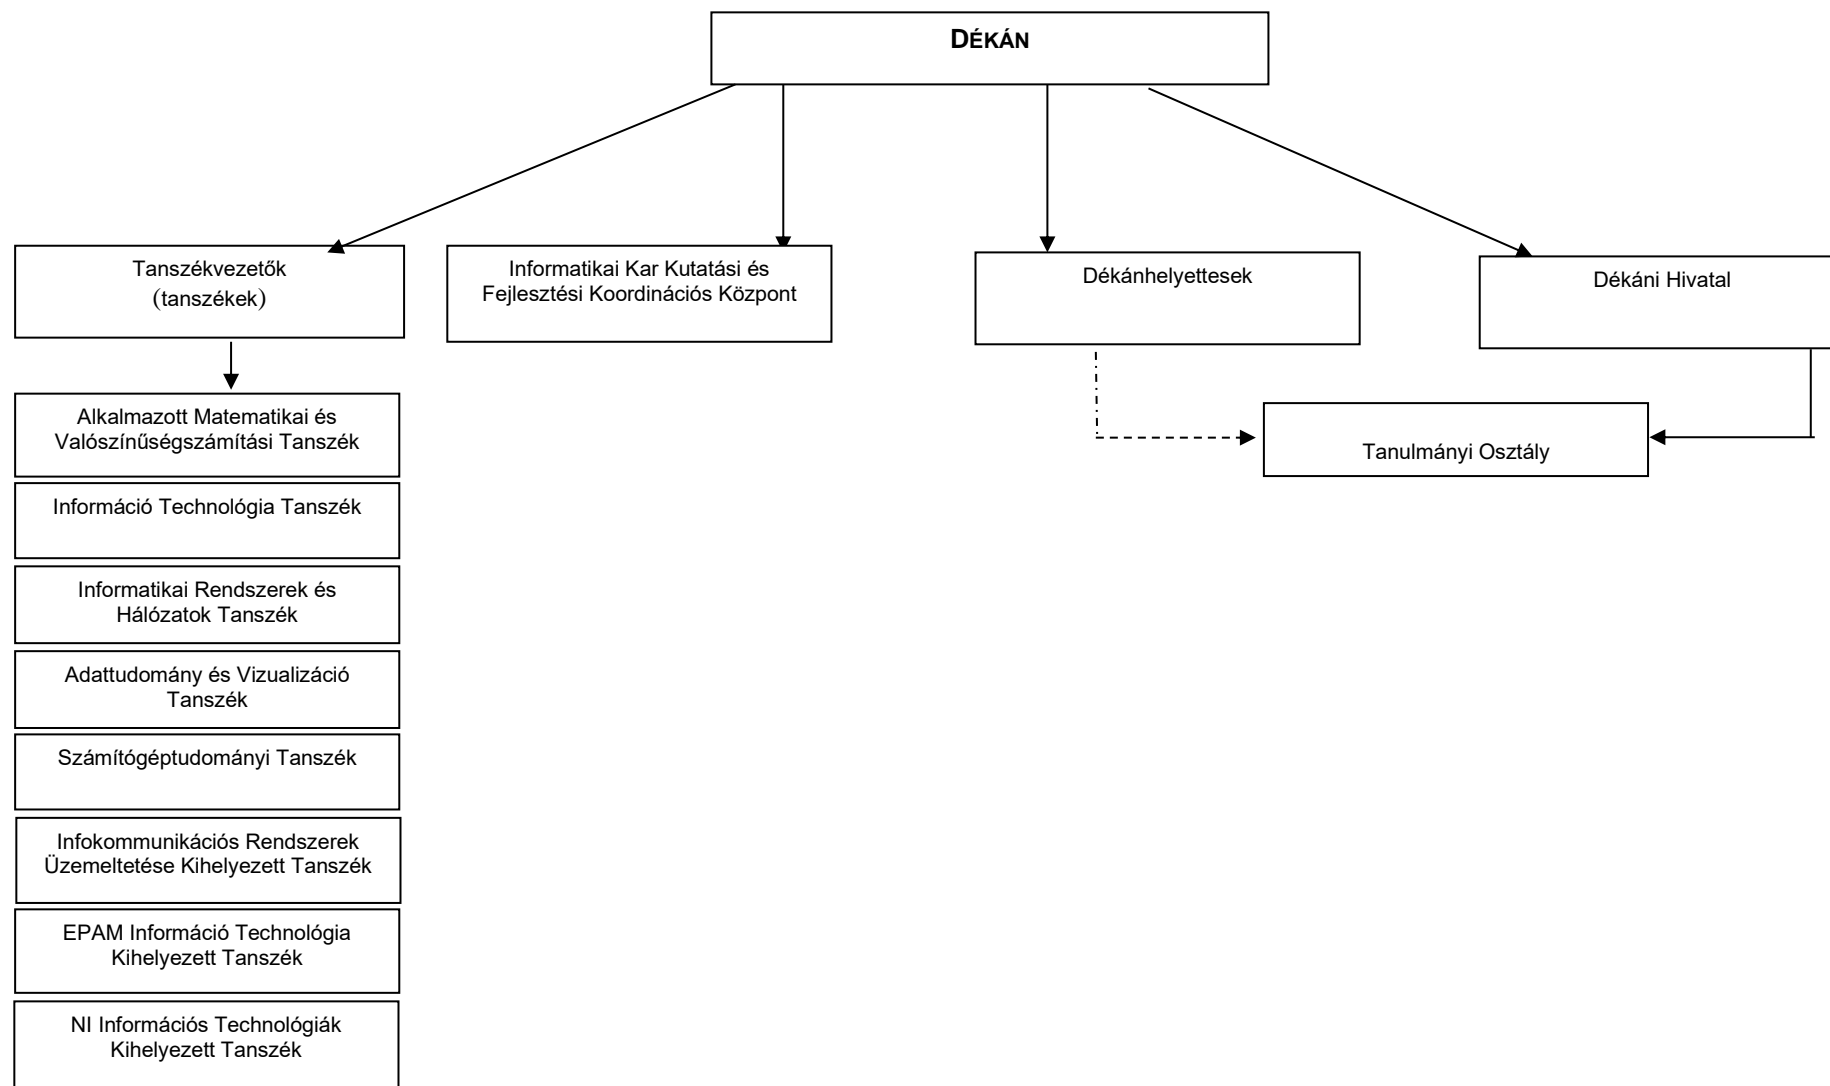 DÉKÁN
Tanszékvezetők
(tanszékek)
Informatikai Kar Kutatási és
Fejlesztési Koordinációs Központ
Dékánhelyettesek
Dékáni Hivatal
Tanulmányi Osztály
Alkalmazott Matematikai és
Valószínűségszámítási Tanszék
Információ Technológia Tanszék
Informatikai Rendszerek és
Hálózatok Tanszék
Adattudomány és Vizualizáció
Tanszék
Számítógéptudományi Tanszék
Infokommunikációs Rendszerek
Üzemeltetése Kihelyezett Tanszék
EPAM Információ Technológia
Kihelyezett Tanszék
NI Információs Technológiák
Kihelyezett Tanszék